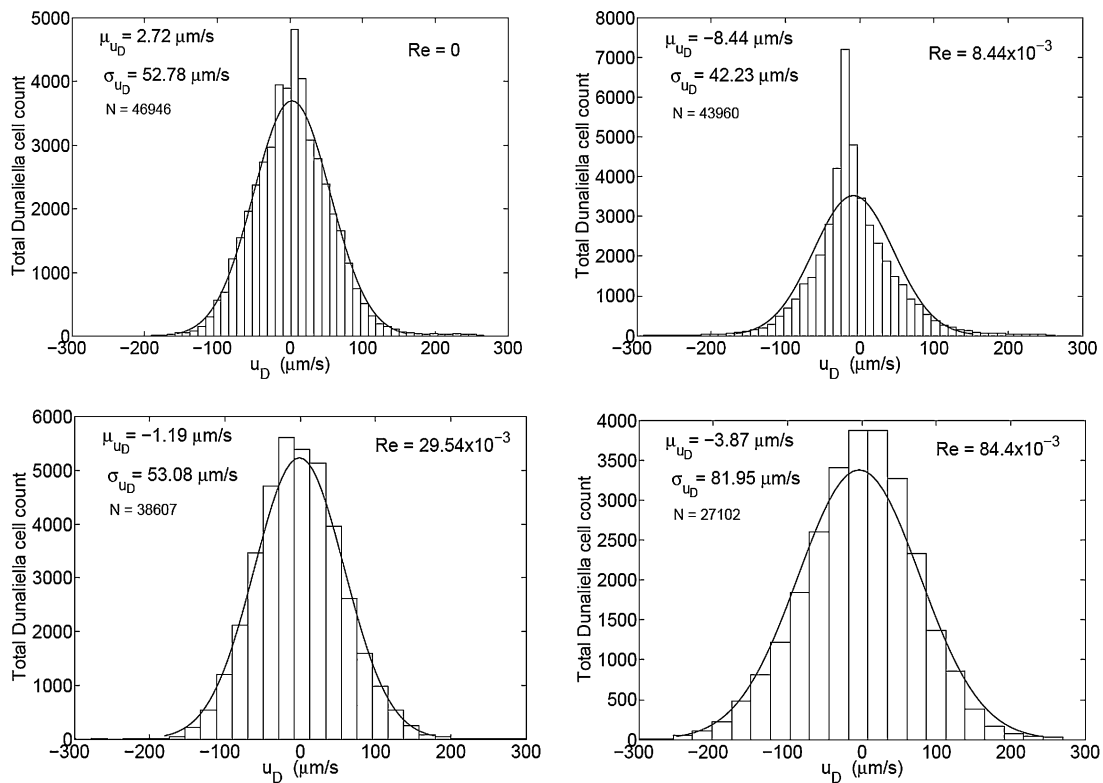 5000
4000
3000
2000
1000
0
Total Dunaliella cell count
μuD = 2.72 μm/s
σuD = 52.78 μm/s
N = 46946
Re = 0
−300 −200 −100 0 100 200 300
uD (μm/s)
8000
7000
6000
5000
4000
3000
2000
1000
0
Total Dunaliella cell count
μuD = −8.44 μm/s
σuD = 42.23 μm/s
N = 43960
Re = 8.44x10−3
−300 −200 −100 0 100 200 300
uD (μm/s)
6000
5000
4000
3000
2000
1000
0
Total Dunaliella cell count
μuD = −1.19 μm/s
σuD = 53.08 μm/s
N = 38607
Re = 29.54x10−3
−300 −200 −100 0 100 200 300
uD (μm/s)
4000
3500
3000
2500
2000
1500
1000
500
0
Total Dunaliella cell count
μuD = −3.87 μm/s
σuD = 81.95 μm/s
N = 27102
Re = 84.4x10−3
−300 −200 −100 0 100 200 300
uD (μm/s)